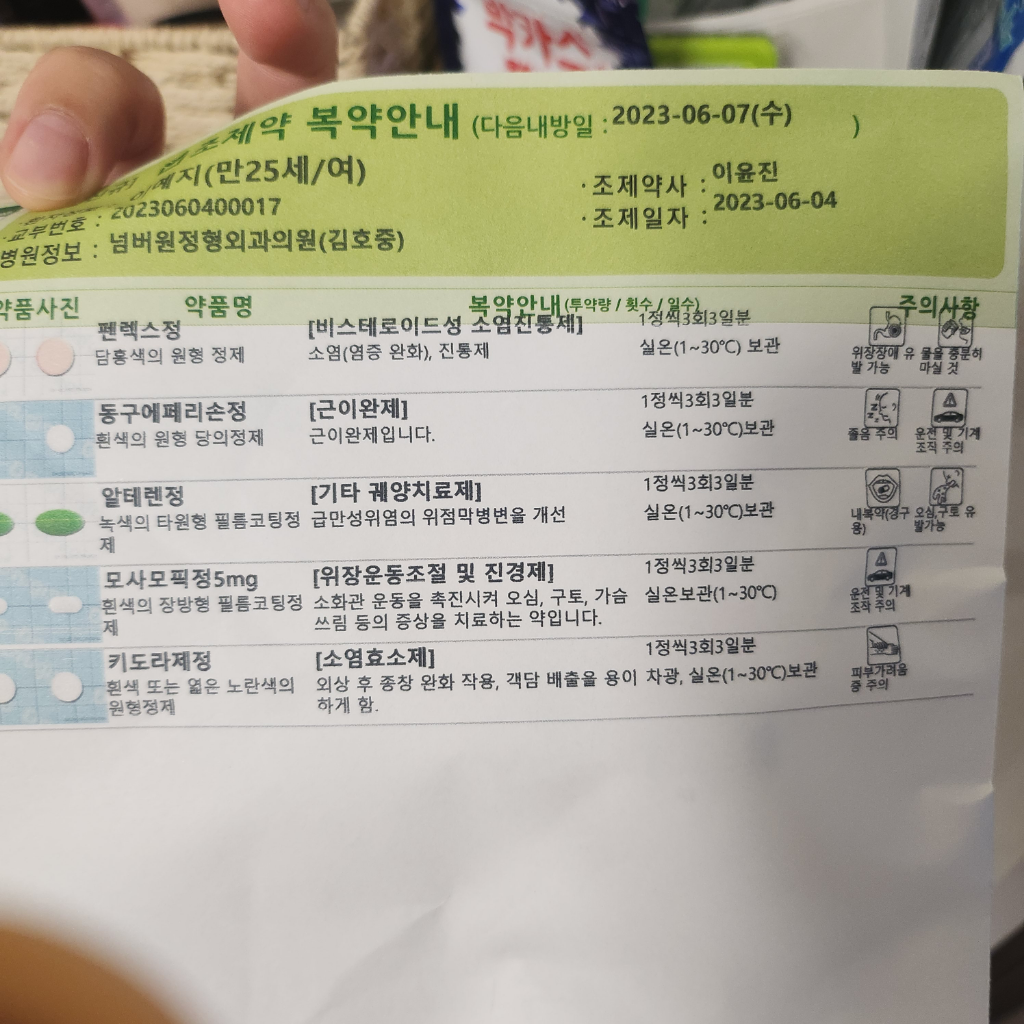 조제약 복약안내 (다음내방일 : 2023-06-07(수) )
예지(만25세/여)
· 조제약사 : 이윤진
· 교부번호 : 2023060400017
· 조제일자 : 2023-06-04
병원정보 : 넘버원정형외과의원(김호중)
약품사진 약품명 복약안내(투약량 / 횟수 / 일수) 주의사항
펜렉스정 [비스테로이드성 소염진통제] 1정씩3회3일분
담홍색의 원형 정제 소염(염증 완화), 진통제 실온(1~30℃) 보관
위장장애 유발 가능
물을 충분히 마실 것
동구에페리손정 [근이완제] 1정씩3회3일분
흰색의 원형 당의정제 근이완제입니다. 실온(1~30℃)보관
졸음 주의
운전 및 기계 조작 주의
알테렌정 [기타 궤양치료제] 1정씩3회3일분
녹색의 타원형 필름코팅정 급만성위염의 위점막병변을 개선 실온(1~30℃)보관
제
내복약(경구용)
오심,구토 유발가능
모사모픽정5mg [위장운동조절 및 진경제] 1정씩3회3일분
흰색의 장방형 필름코팅정 소화관 운동을 촉진시켜 오심, 구토, 가슴 실온보관(1~30℃)
제 쓰림 등의 증상을 치료하는 약입니다.
운전 및 기계 조작 주의
키도라제정 [소염효소제] 1정씩3회3일분
흰색 또는 엷은 노란색의 외상 후 종창 완화 작용, 객담 배출을 용이 차광, 실온(1~30℃)보관
원형정제 하게 함.
피부가려움증 주의